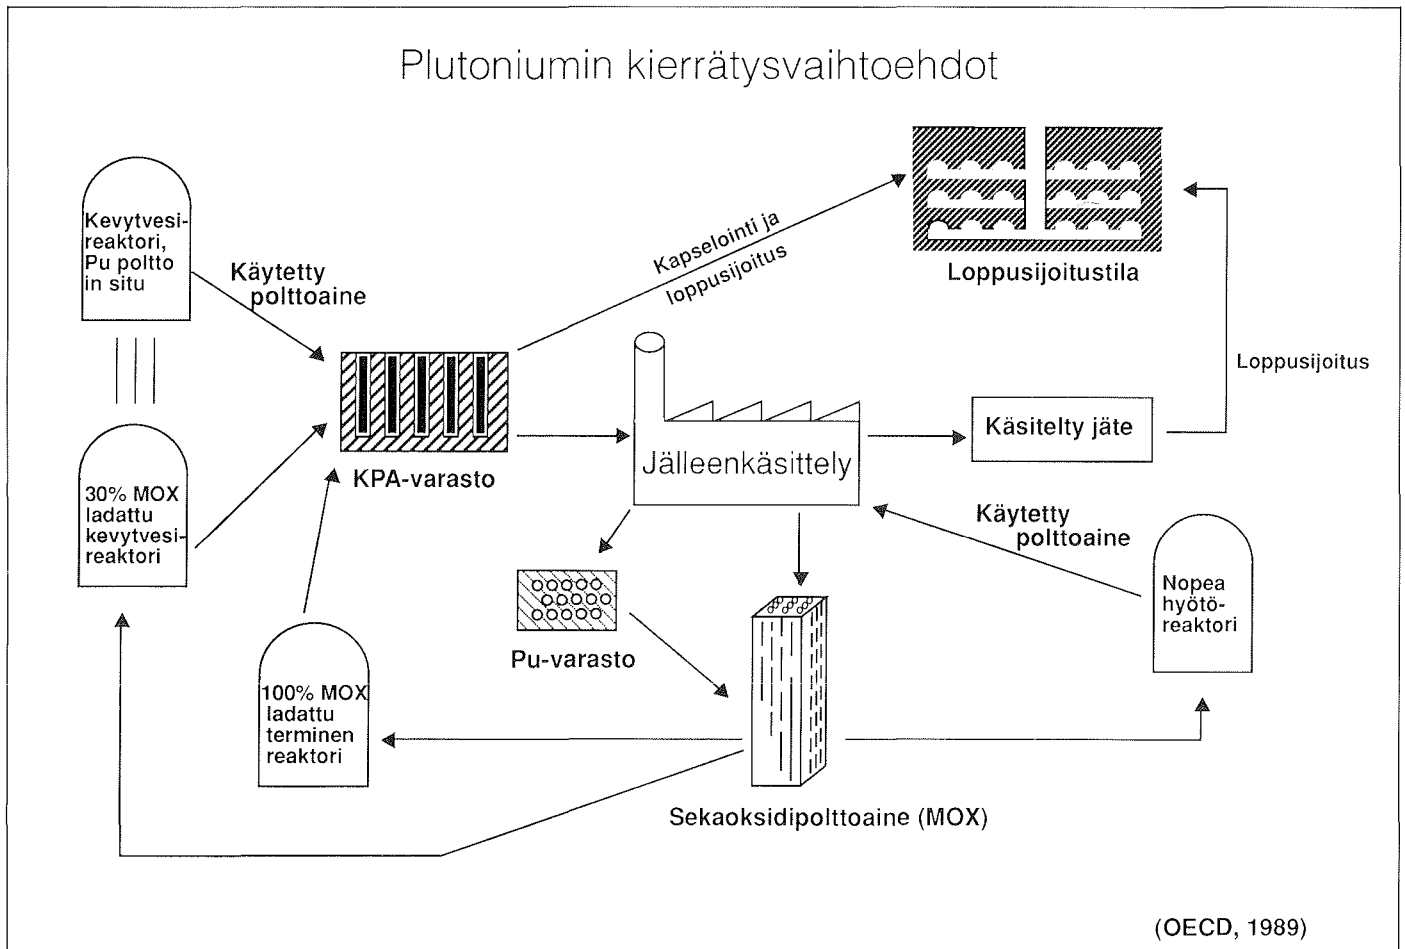 Plutoniumin kierrätysvaihtoehdot
Kevytvesi-
reaktori,
Pu poltto
in situ
Käytetty
polttoaine
Kapselointi ja
loppusijoitus
Loppusijoitustila
Loppusijoitus
KPA-varasto
Jälleenkäsittely
Käsitelty jäte
30% MOX
ladattu
kevytvesi-
reaktori
Käytetty
polttoaine
Nopea
hyötö-
reaktori
Pu-varasto
100% MOX
ladattu
terminen
reaktori
Sekaoksidipolttoaine (MOX)
(OECD, 1989)